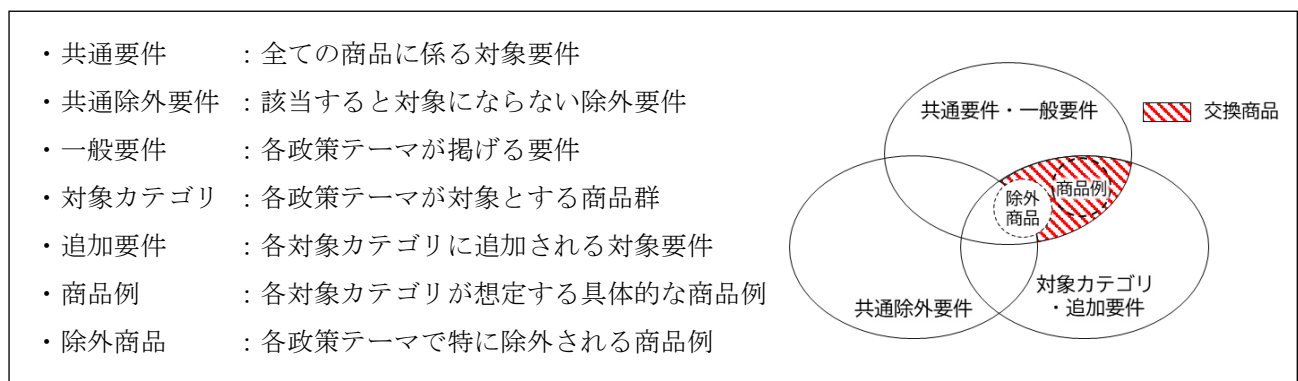 ・共通要件　　：全ての商品に係る対象要件
・共通除外要件：該当すると対象にならない除外要件
・一般要件　　：各政策テーマが掲げる要件
・対象カテゴリ：各政策テーマが対象とする商品群
・追加要件　　：各対象カテゴリに追加される対象要件
・商品例　　　：各対象カテゴリが想定する具体的な商品例
・除外商品　　：各政策テーマで特に除外される商品例
共通要件・一般要件
交換商品
商品例
除外
商品
共通除外要件
対象カテゴリ
・追加要件